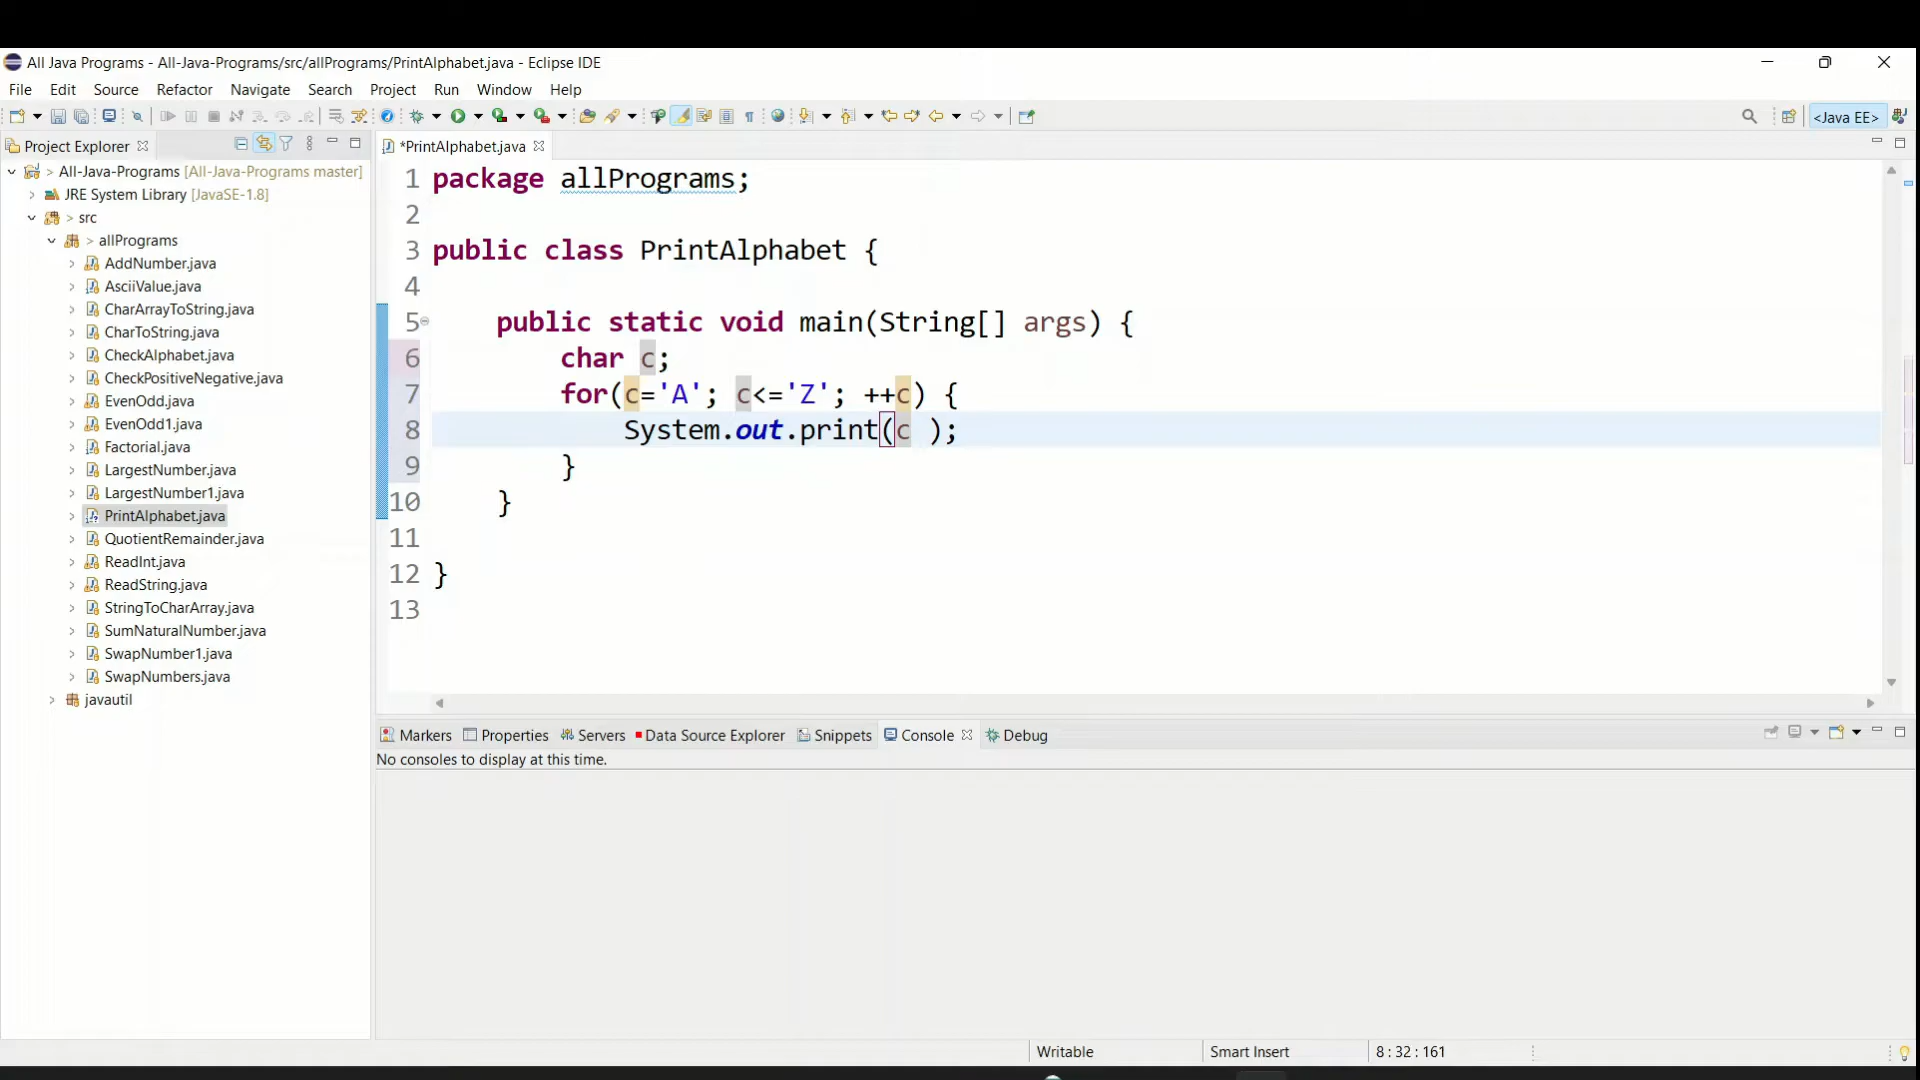 All Java Programs - All-Java-Programs/src/allPrograms/PrintAlphabet.java - Eclipse IDE
File Edit Source Refactor Navigate Search Project Run Window Help
<Java EE>
Project Explorer
> All-Java-Programs [All-Java-Programs master]
JRE System Library [JavaSE-1.8]
> src
> allPrograms
AddNumber.java
AsciiValue.java
CharArrayToString.java
CharToString.java
CheckAlphabet.java
CheckPositiveNegative.java
EvenOdd.java
EvenOdd1.java
Factorial.java
LargestNumber.java
LargestNumber1.java
PrintAlphabet.java
QuotientRemainder.java
ReadInt.java
ReadString.java
StringToCharArray.java
SumNaturalNumber.java
SwapNumber1.java
SwapNumbers.java
javautil
*PrintAlphabet.java
1 package allPrograms;
2
3 public class PrintAlphabet {
4
5 public static void main(String[] args) {
6 char c;
7 for(c='A'; c<='Z'; ++c) {
8 System.out.print(c );
9 }
10 }
11
12 }
13
Markers Properties Servers Data Source Explorer Snippets Console Debug
No consoles to display at this time.
Writable Smart Insert 8 : 32 : 161